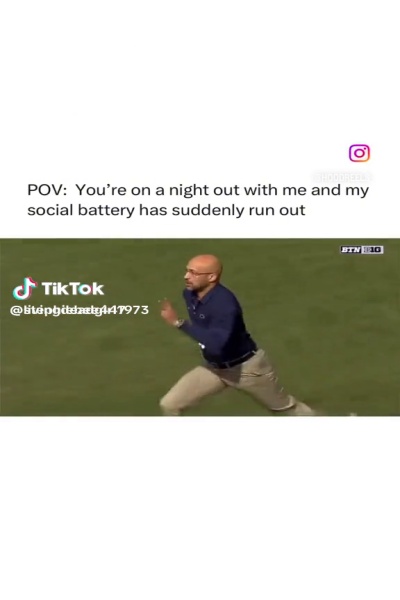 POV: You're on a night out with me and my
social battery has suddenly run out
BTN
TikTok